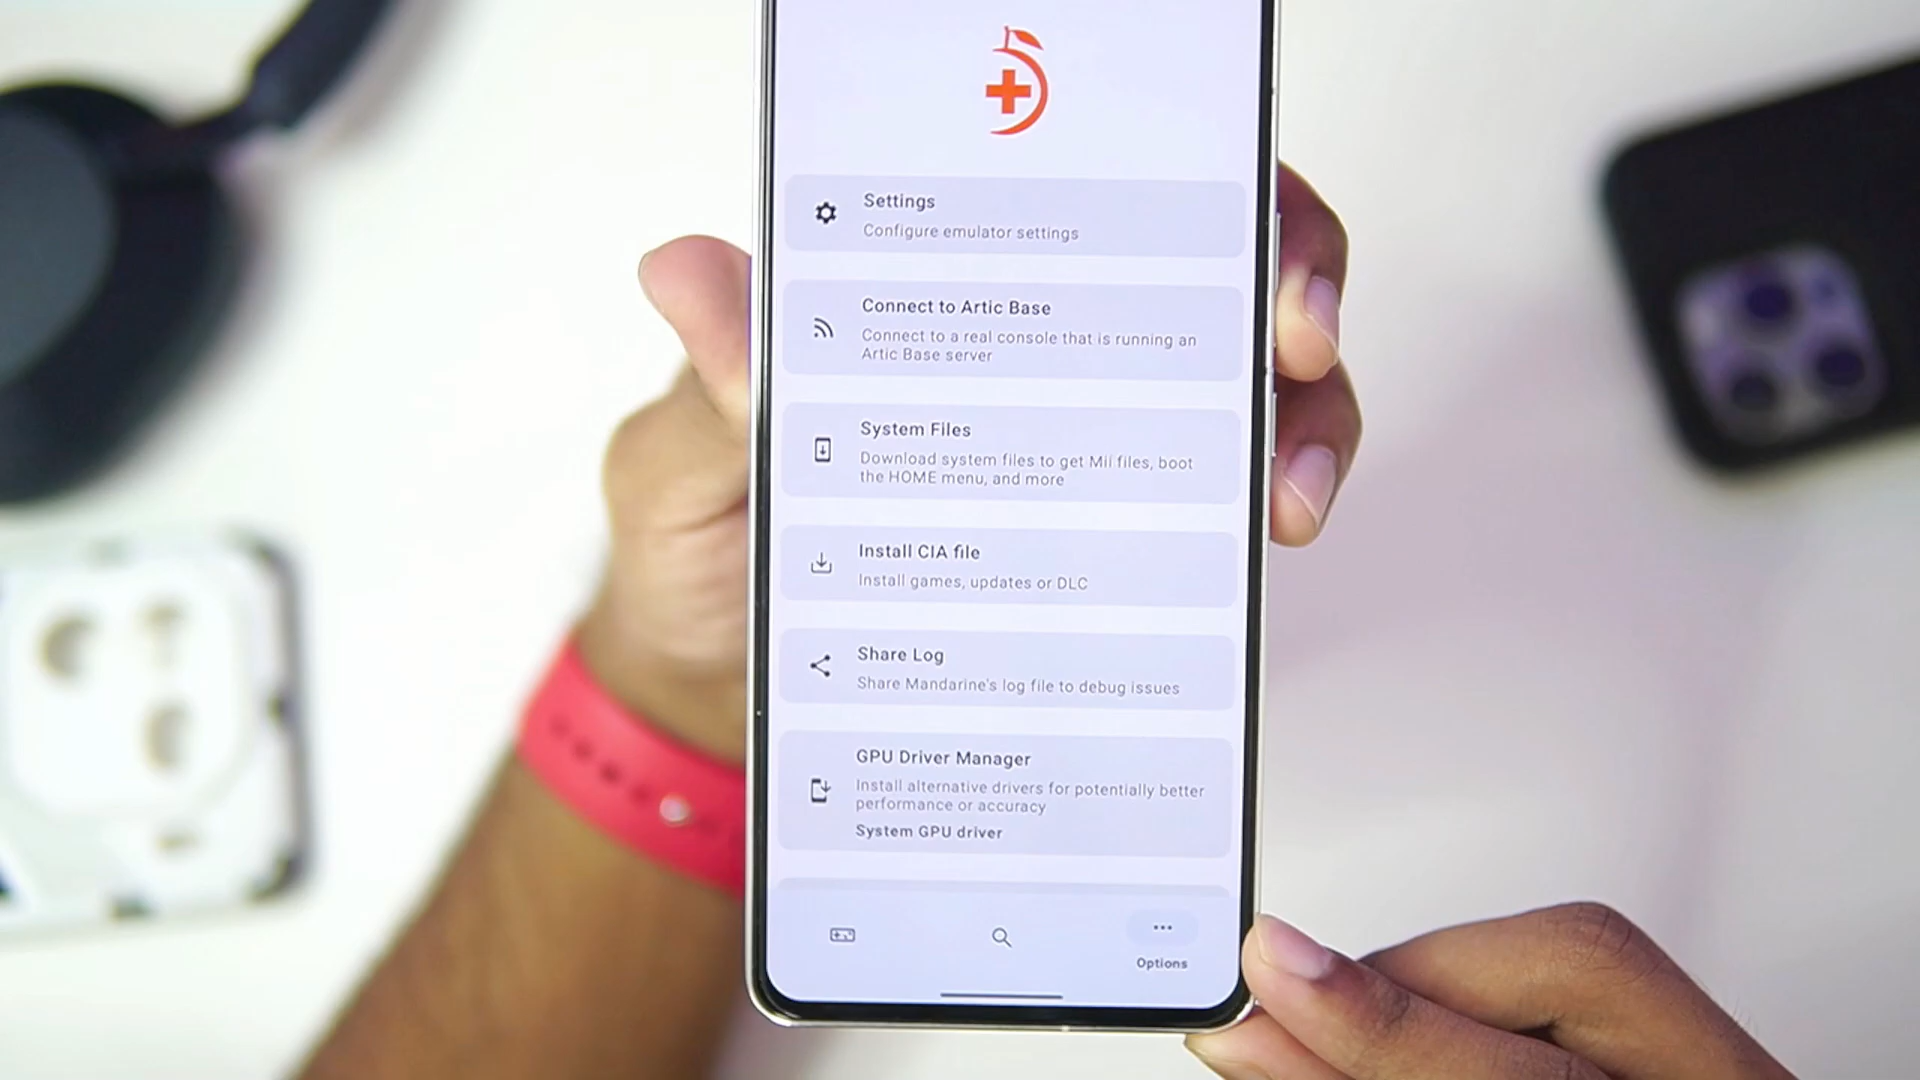 Settings
Configure emulator settings
Connect to Artic Base
Connect to a real console that is running an
Artic Base server
System Files
Download system files to get Mii files, boot
the HOME menu, and more
Install CIA file
Install games, updates or DLC
Share Log
Share Mandarine's log file to debug issues
GPU Driver Manager
Install alternative drivers for potentially better
performance or accuracy
System GPU driver
Options